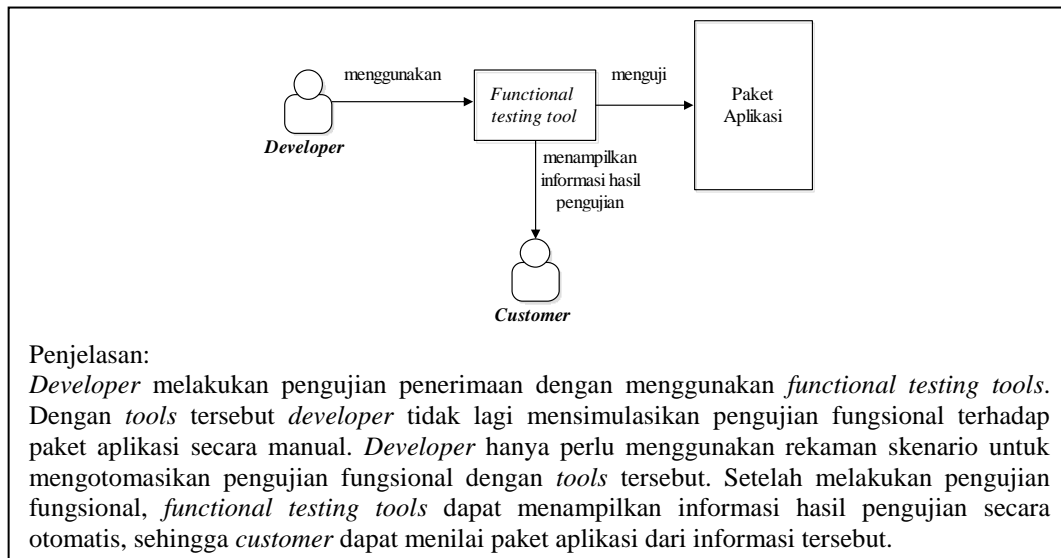 menggunakan
Functional
testing tool
menguji
Paket
Aplikasi
Developer
menampilkan
informasi hasil
pengujian
Customer
Penjelasan:
Developer melakukan pengujian penerimaan dengan menggunakan functional testing tools.
Dengan tools tersebut developer tidak lagi mensimulasikan pengujian fungsional terhadap
paket aplikasi secara manual. Developer hanya perlu menggunakan rekaman skenario untuk
mengotomasikan pengujian fungsional dengan tools tersebut. Setelah melakukan pengujian
fungsional, functional testing tools dapat menampilkan informasi hasil pengujian secara
otomatis, sehingga customer dapat menilai paket aplikasi dari informasi tersebut.